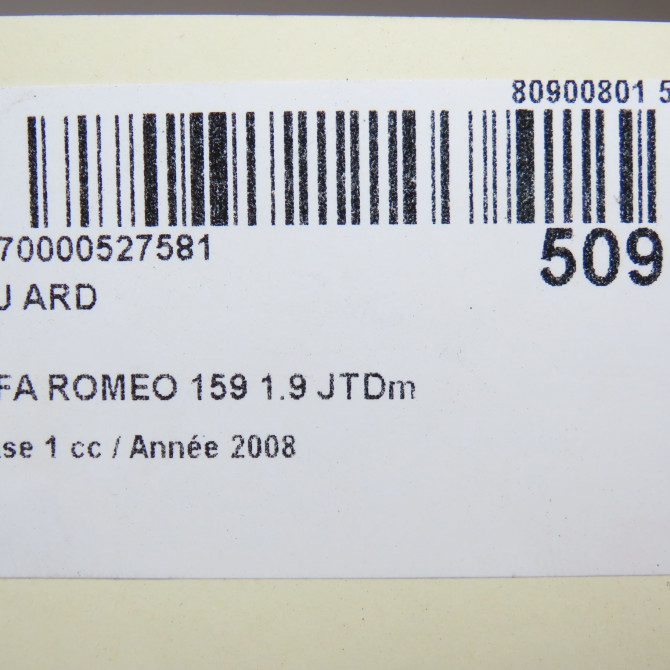 80900801 5
70000527581
509
J ARD
FA ROMEO 159 1.9 JTDm
se 1 cc / Année 2008